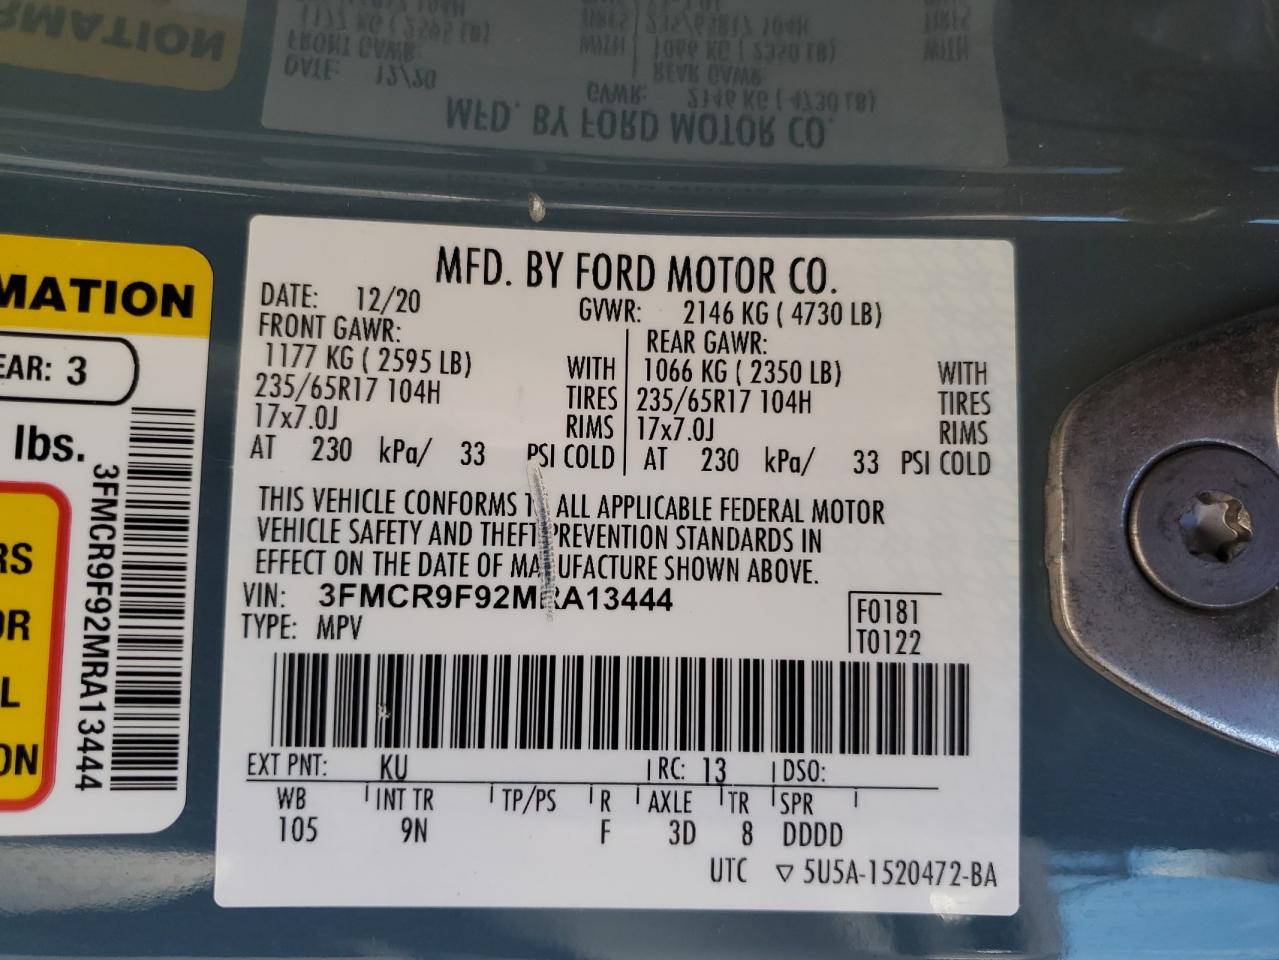 MATION
EAR: 3
lbs.
3FMCR9F92MRA13444
RS
OR
L
ON
MFD. BY FORD MOTOR CO.
DATE: 12/20 GVWR: 2146 KG ( 4730 LB)
FRONT GAWR: REAR GAWR:
1177 KG ( 2595 LB) WITH 1066 KG ( 2350 LB) WITH
235/65R17 104H TIRES 235/65R17 104H TIRES
17x7.0J RIMS 17x7.0J RIMS
AT 230 kPa/ 33 PSI COLD AT 230 kPa/ 33 PSI COLD
THIS VEHICLE CONFORMS TO ALL APPLICABLE FEDERAL MOTOR
VEHICLE SAFETY AND THEFT PREVENTION STANDARDS IN
EFFECT ON THE DATE OF MANUFACTURE SHOWN ABOVE.
VIN: 3FMCR9F92MRA13444 F0181
TYPE: MPV T0122
EXT PNT: KU RC: 13 DSO:
WB INT TR TP/PS R AXLE TR SPR
105 9N F 3D 8 DDDD
UTC ▽ 5U5A-1520472-BA